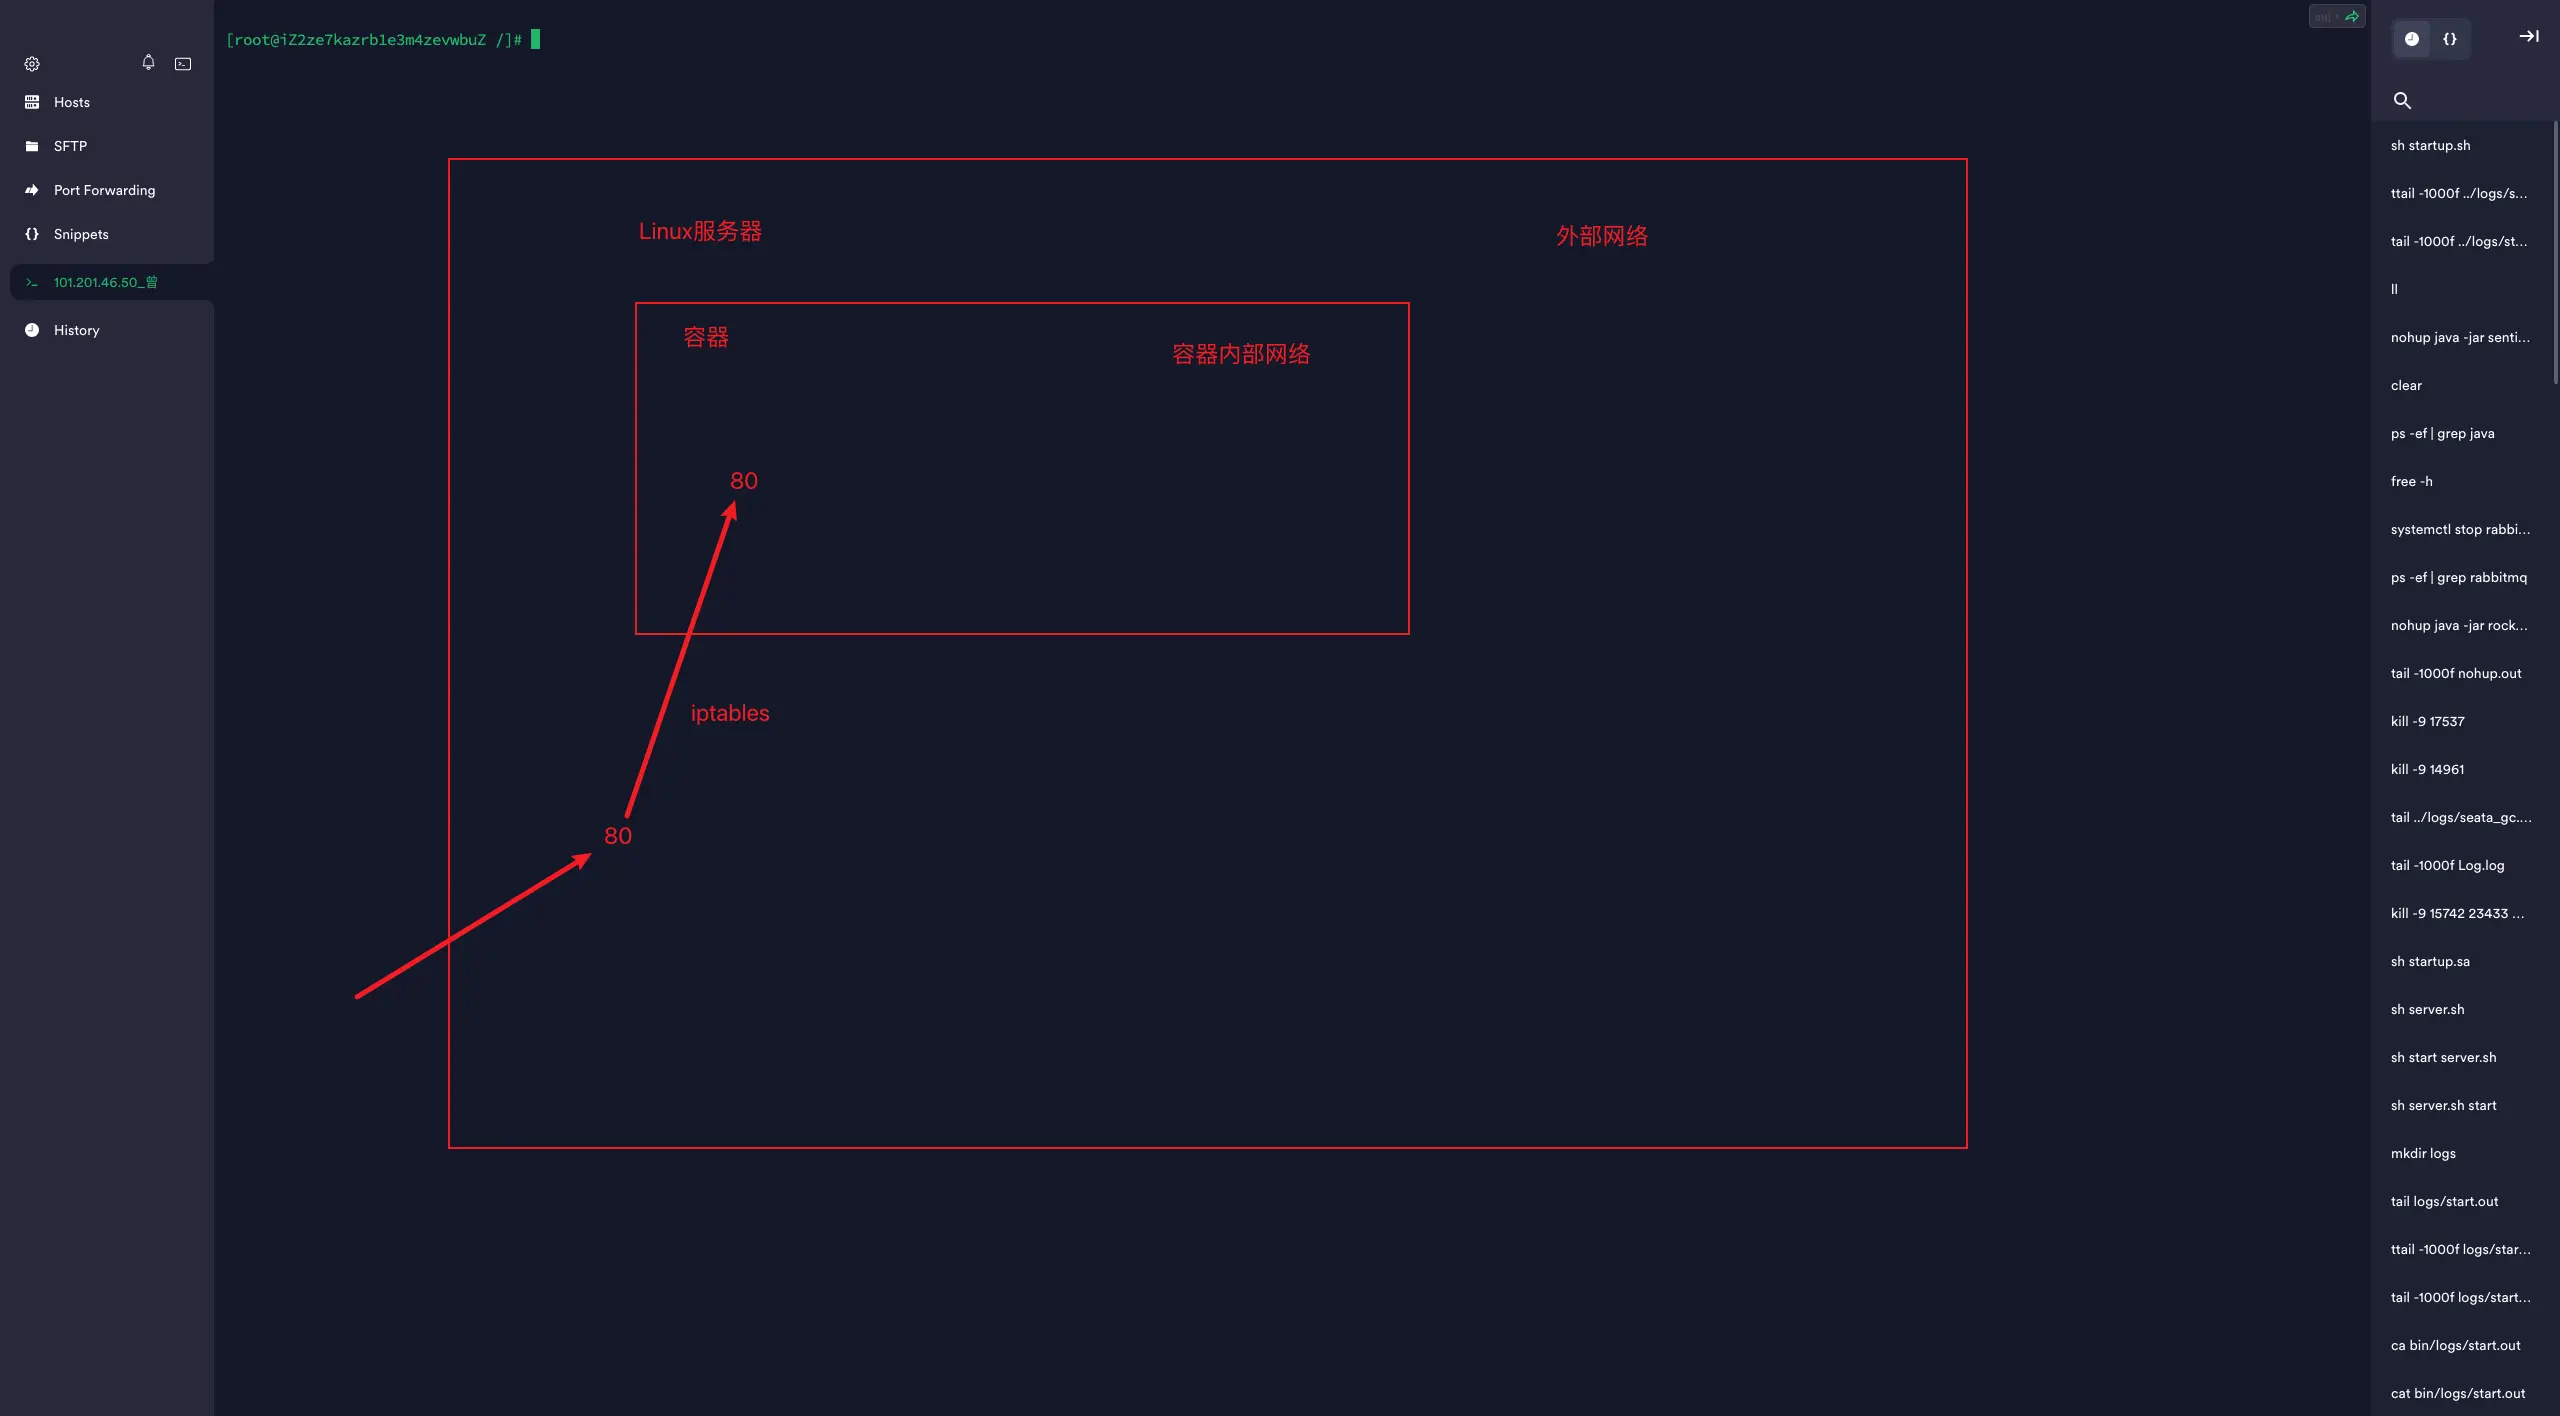 [root@iZ2ze7kazrb1e3m4zevwbuZ /]#
Hosts
SFTP
Port Forwarding
{} Snippets
>_ 101.201.46.50_曾
History
Linux服务器
外部网络
容器
容器内部网络
80
iptables
80
{}
sh startup.sh
ttail -1000f ../logs/s...
tail -1000f ../logs/st...
ll
nohup java -jar senti...
clear
ps -ef | grep java
free -h
systemctl stop rabbi...
ps -ef | grep rabbitmq
nohup java -jar rock...
tail -1000f nohup.out
kill -9 17537
kill -9 14961
tail ../logs/seata_gc....
tail -1000f Log.log
kill -9 15742 23433 ...
sh startup.sa
sh server.sh
sh start server.sh
sh server.sh start
mkdir logs
tail logs/start.out
ttail -1000f logs/star...
tail -1000f logs/start...
ca bin/logs/start.out
cat bin/logs/start.out